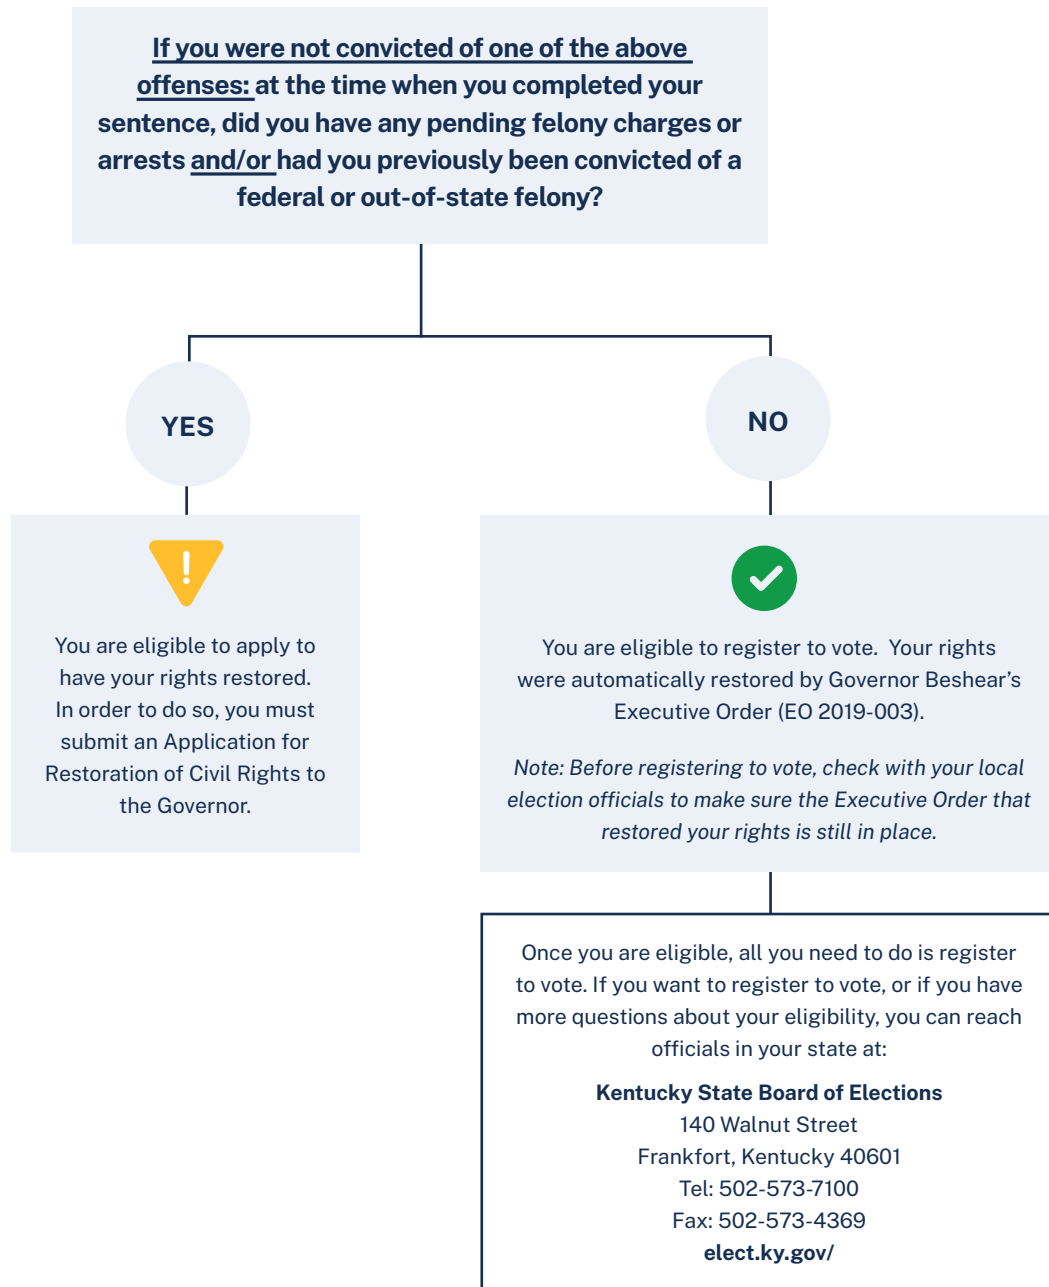 If you were not convicted of one of the above
offenses: at the time when you completed your
sentence, did you have any pending felony charges or
arrests and/or had you previously been convicted of a
federal or out-of-state felony?
YES
NO
!
You are eligible to apply to
have your rights restored.
In order to do so, you must
submit an Application for
Restoration of Civil Rights to
the Governor.
You are eligible to register to vote.  Your rights
were automatically restored by Governor Beshear’s
Executive Order (EO 2019-003).
Note: Before registering to vote, check with your local
election officials to make sure the Executive Order that
restored your rights is still in place.
Once you are eligible, all you need to do is register
to vote. If you want to register to vote, or if you have
more questions about your eligibility, you can reach
officials in your state at:
Kentucky State Board of Elections
140 Walnut Street
Frankfort, Kentucky 40601
Tel: 502-573-7100
Fax: 502-573-4369
elect.ky.gov/